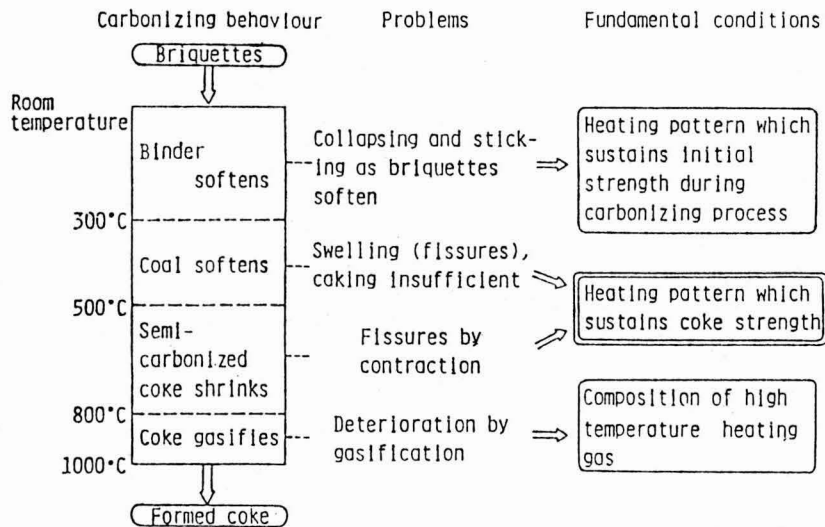 Carbonizing behaviour
Problems
Fundamental conditions
Briquettes
Room
temperature
Binder
softens
Collapsing and stick-
ing as briquettes
soften
Heating pattern which
sustains initial
strength during
carbonizing process
300°C
Coal softens
Swelling (fissures),
caking insufficient
Heating pattern which
sustains coke strength
500°C
Semi-
carbonized
coke shrinks
Fissures by
contraction
800°C
Coke gasifies
Deterioration by
gasification
Composition of high
temperature heating
gas
1000°C
Formed coke